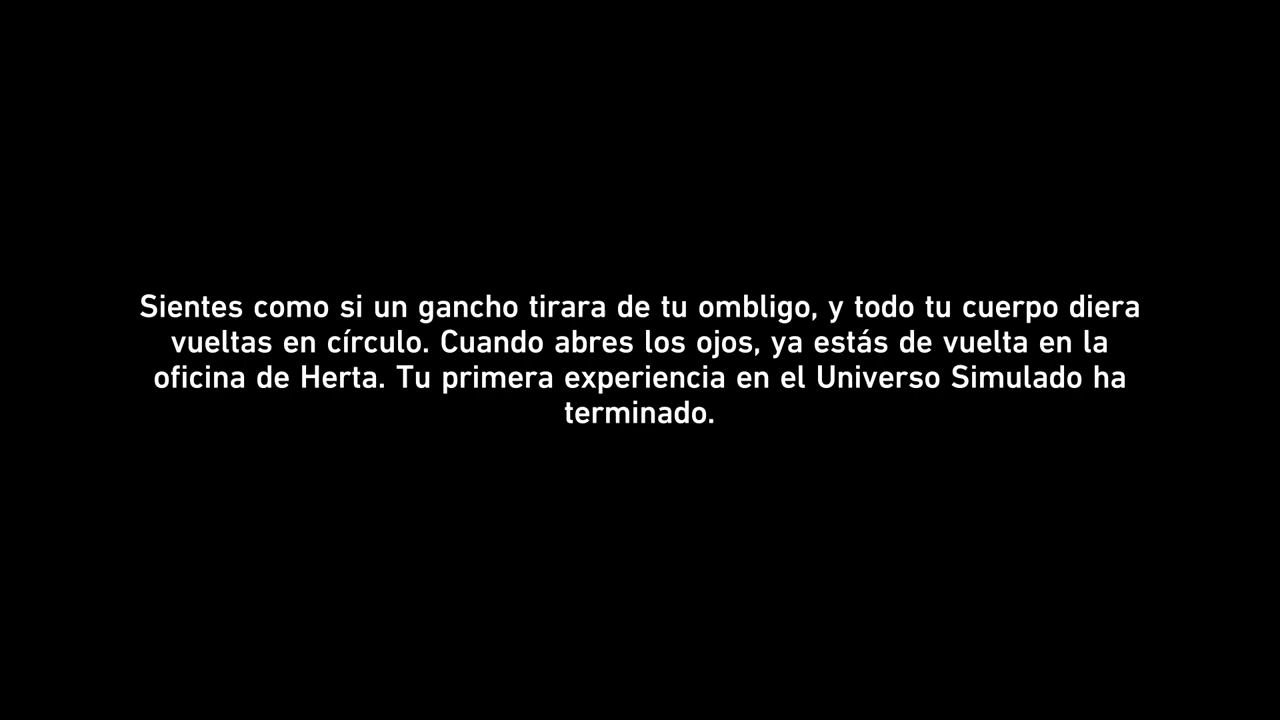 Sientes como si un gancho tirara de tu ombligo, y todo tu cuerpo diera
vueltas en círculo. Cuando abres los ojos, ya estás de vuelta en la
oficina de Herta. Tu primera experiencia en el Universo Simulado ha
terminado.